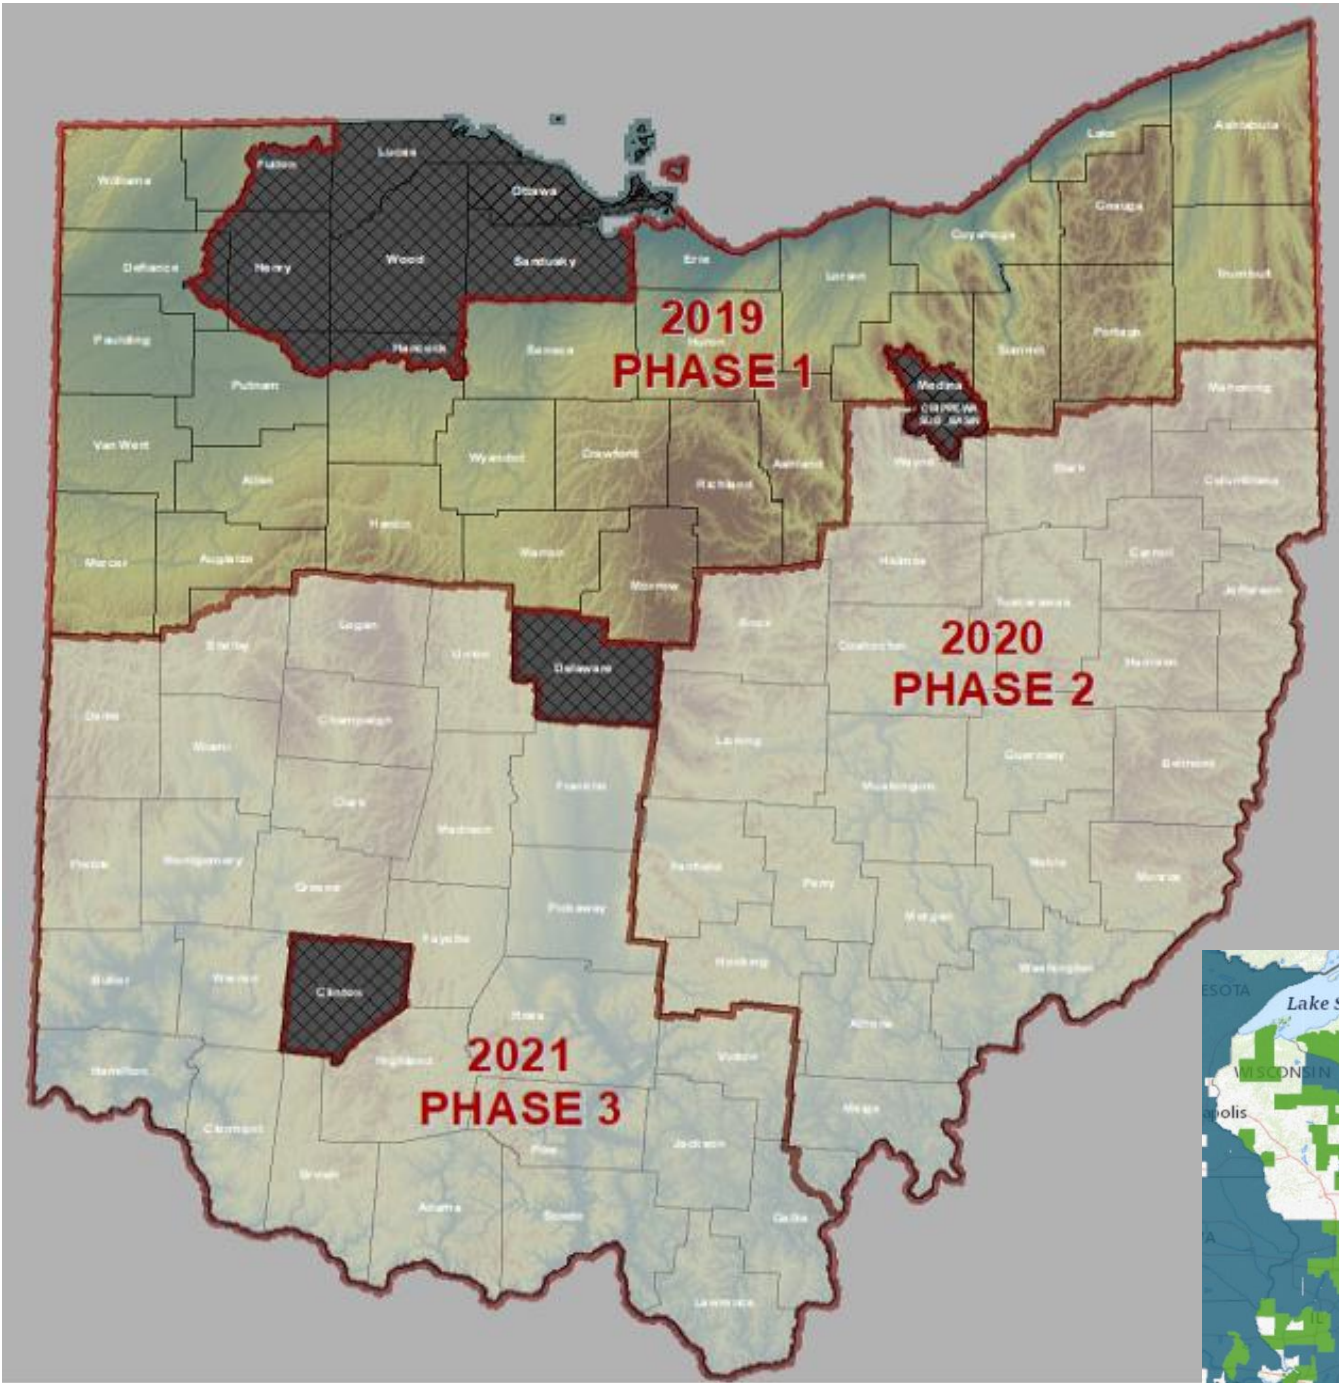 Lake
Ashtabula
Lucas
Fulton
Williams
Ottawa
Geauga
Cuyahoga
Erie
Sandusky
Wood
Henry
Defiance
Lorain
Trumbull
2019
Paulding
Huron
Portage
Hancock
Seneca
Summit
PHASE 1
Putnam
Medina
Mahoning
CHIPPEWA
SUB_BASIN
Van Wert
Wyandot
Crawford
Ashland
Wayne
Stark
Allen
Richland
Columbiana
Hardin
Mercer
Auglaize
Marion
Holmes
Carroll
Morrow
Jefferson
Tuscarawas
Logan
Knox
2020
Shelby
Union
Delaware
Coshocton
Harrison
PHASE 2
Darke
Miami
Champaign
Licking
Guernsey
Belmont
Franklin
Muskingum
Clark
Madison
Preble
Montgomery
Greene
Fairfield
Perry
Noble
Monroe
Pickaway
Morgan
Fayette
Butler
Warren
Clinton
Hocking
Washington
Ross
Athens
2021
Hamilton
Highland
Vinton
PHASE 3
Meigs
Clermont
Pike
Jackson
Brown
Adams
Scioto
Gallia
Lawrence
ESOTA
Lake S
WISCONSIN
apolis
A
IL